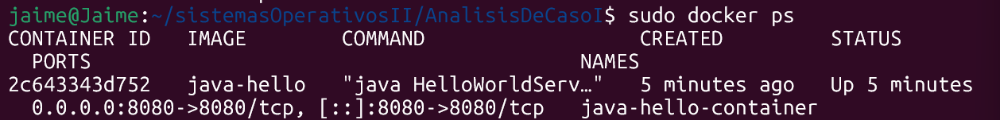 jaime@Jaime:~/sistemasOperativosII/AnalisisDeCasoI$ sudo docker ps
CONTAINER ID   IMAGE        COMMAND                  CREATED         STATUS
  PORTS                                         NAMES
2c643343d752   java-hello   "java HelloWorldServ…"   5 minutes ago   Up 5 minutes
  0.0.0.0:8080->8080/tcp, [::]:8080->8080/tcp   java-hello-container